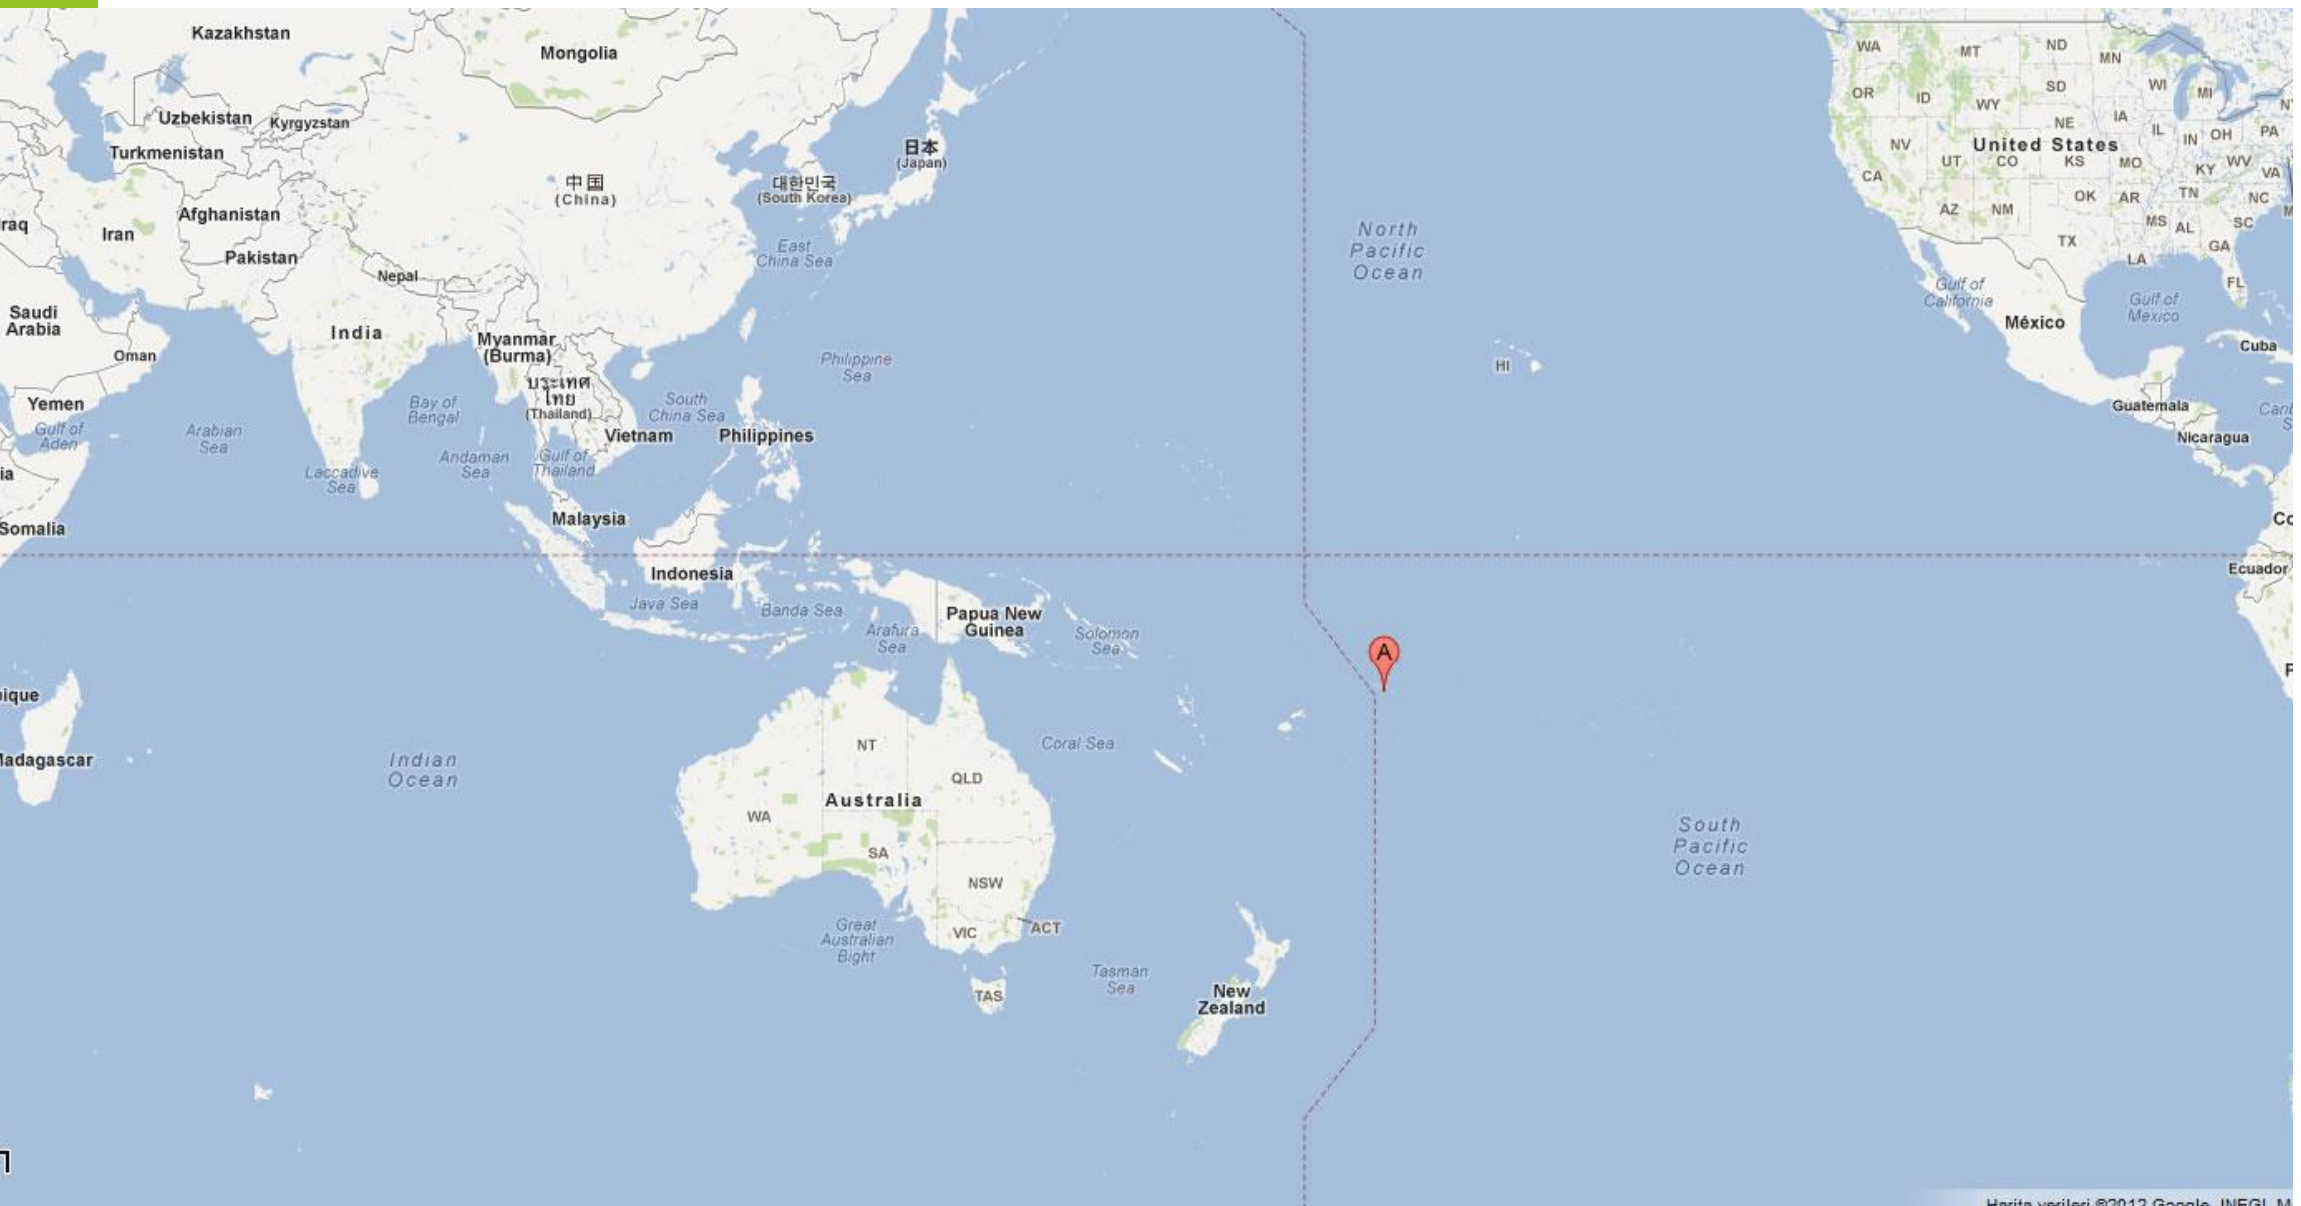 Kazakhstan
Mongolia
WA
MT
ND
MN
OR
ID
WY
SD
WI
MI
Uzbekistan
Kyrgyzstan
NE
IA
Turkmenistan
日本
(Japan)
NV
United States
IL
IN
OH
PA
UT
CO
KS
MO
KY
WV
VA
CA
中国
(China)
대한민국
(South Korea)
Afghanistan
Iran
raq
Pakistan
AZ
NM
OK
AR
TN
NC
MS
AL
SC
GA
TX
LA
FL
North
Pacific
Ocean
East
China Sea
Nepal
Saudi
Arabia
India
Myanmar
(Burma)
Oman
Gulf of
California
Gulf of
Mexico
México
Cuba
Philippine
Sea
HI
ประเทศ
ไทย
(Thailand)
Yemen
Gulf of
Aden
Arabian
Sea
Bay of
Bengal
South
China Sea
Vietnam
Philippines
Guatemala
Nicaragua
Laccadive
Sea
Andaman
Sea
Gulf of
Thailand
ia
Somalia
Malaysia
Co
Indonesia
Ecuador
Java Sea
Banda Sea
Arafura
Sea
Papua New
Guinea
Solomon
Sea
A
ique
adagascar
Indian
Ocean
NT
QLD
Coral Sea
Australia
WA
SA
NSW
VIC
ACT
TAS
Great
Australian
Bight
Tasman
Sea
New
Zealand
South
Pacific
Ocean